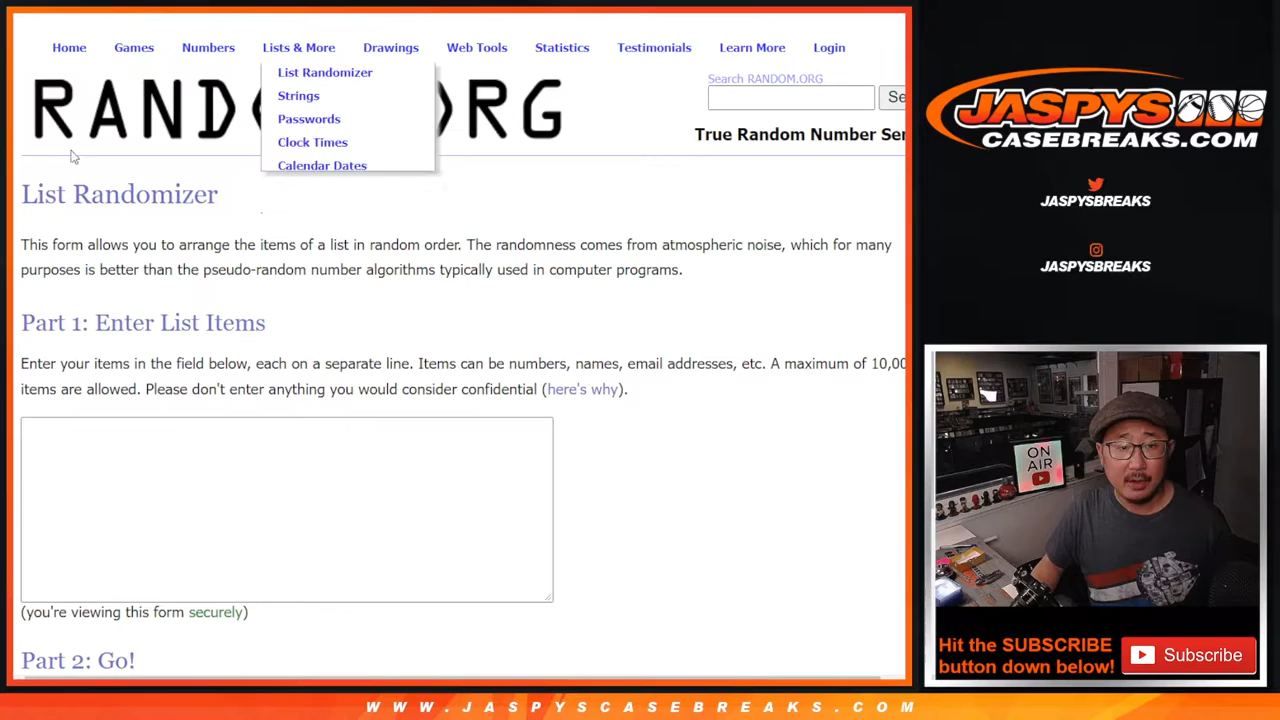 Home Games Numbers Lists & More Drawings Web Tools Statistics Testimonials Learn More Login
List Randomizer
Strings
Passwords
Clock Times
Calendar Dates
RAND ORG
Search RANDOM.ORG
Se
True Random Number Ser
List Randomizer
This form allows you to arrange the items of a list in random order. The randomness comes from atmospheric noise, which for many
purposes is better than the pseudo-random number algorithms typically used in computer programs.
Part 1: Enter List Items
Enter your items in the field below, each on a separate line. Items can be numbers, names, email addresses, etc. A maximum of 10,00
items are allowed. Please don't enter anything you would consider confidential (here's why).
(you're viewing this form securely)
Part 2: Go!
JASPYS
CASEBREAKS.COM
JASPYSBREAKS
JASPYSBREAKS
ON
AIR
Hit the SUBSCRIBE
button down below!
Subscribe
WWW.JASPYSCASEBREAKS.COM